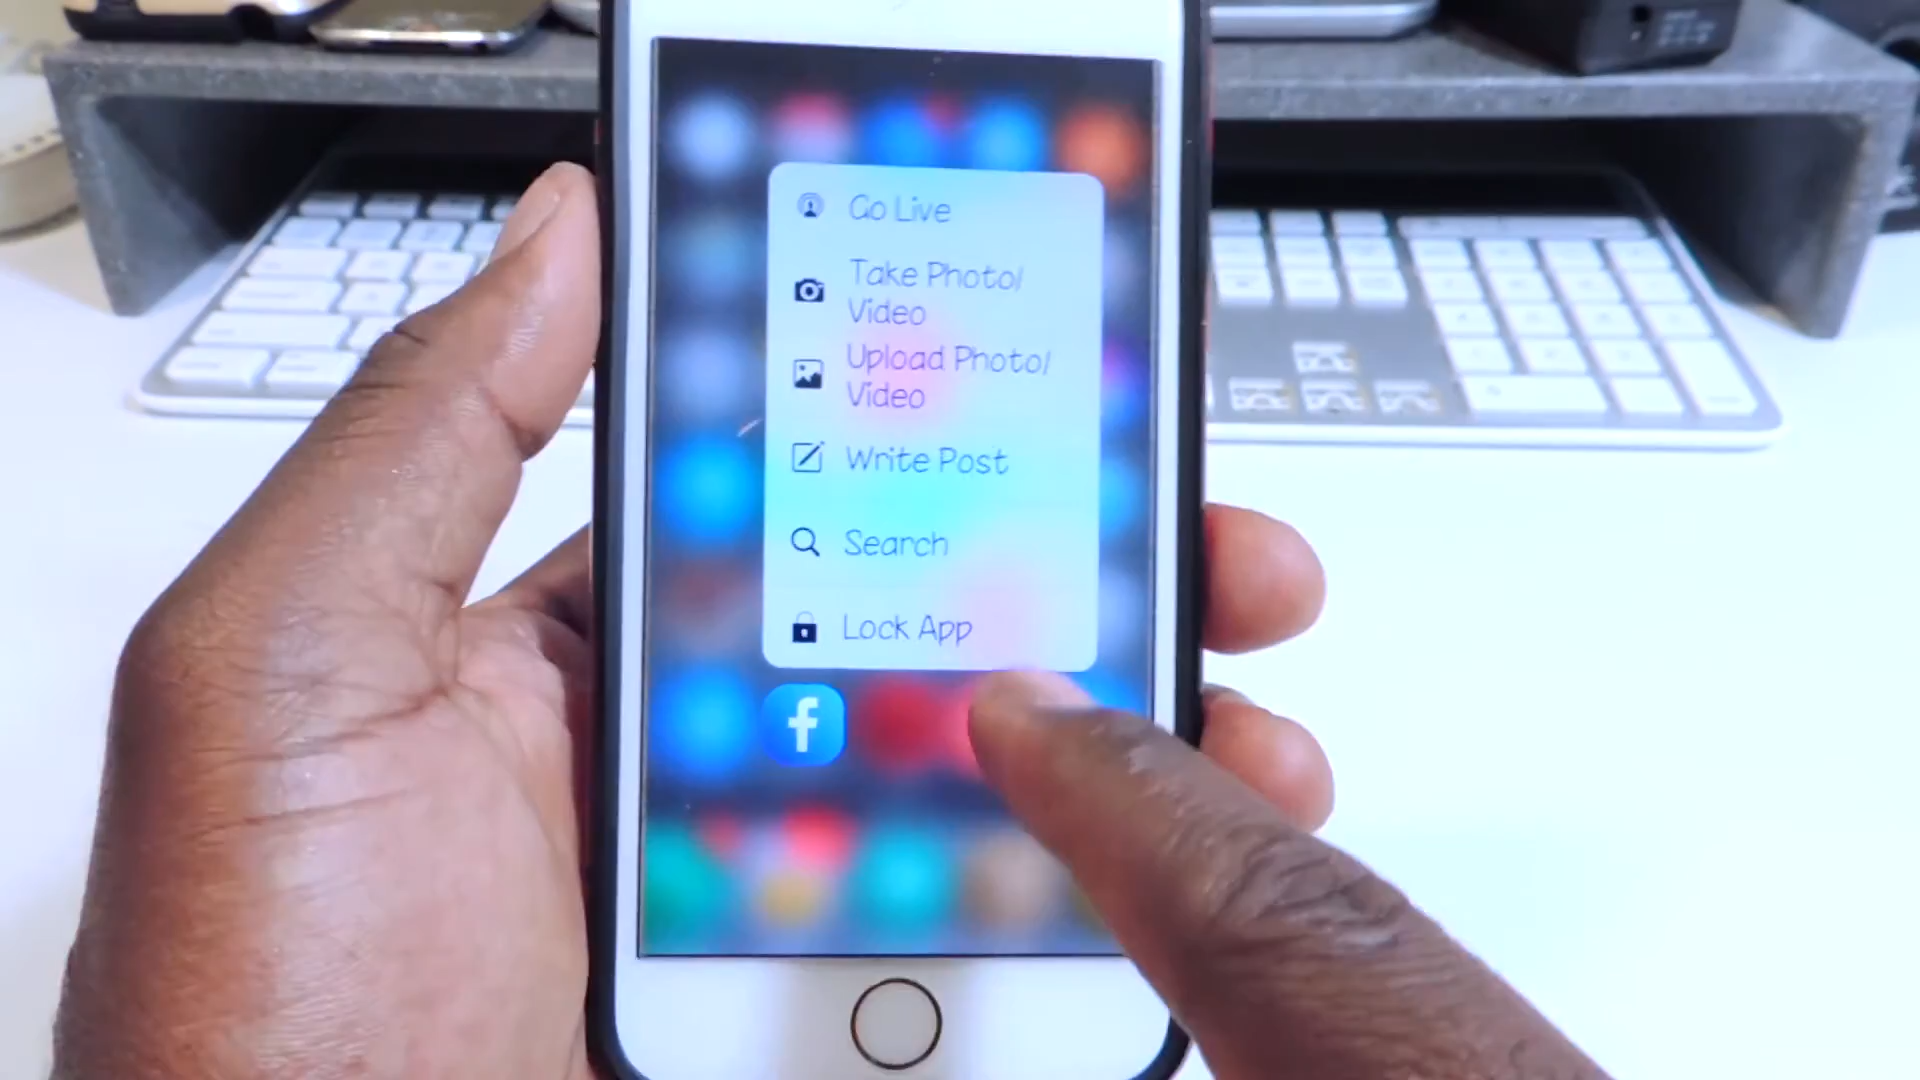 Go Live
Take Photo/
Video
Upload Photo/
Video
Write Post
Search
Lock App
f